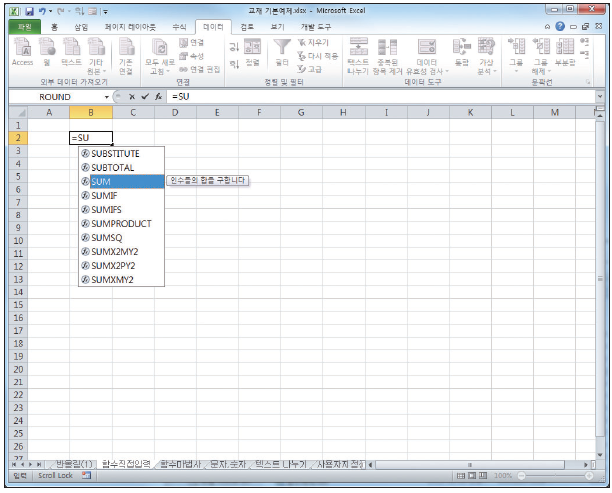 교재 기본예제.xlsx - Microsoft Excel
파일 홈 삽입 페이지 레이아웃 수식 데이터 검토 보기 개발 도구
Access 웹 텍스트 기타 원본 기존 연결 모두 새로 고침 연결 속성 연결 편집 정렬 필터 지우기 다시 적용 고급 텍스트 나누기 중복된 항목 제거 데이터 유효성 검사 통합 가상 분석 그룹 그룹 해제 부분합
외부 데이터 가져오기 연결 정렬 및 필터 데이터 도구 윤곽선
ROUND fx =SU
A B C D E F G H I J K L M
1
2 =SU
3
4
5
6
7
8
9
10
11
12
13
14
15
16
17
18
19
20
21
22
23
24
25
26
27
SUBSTITUTE
SUBTOTAL
SUM 인수들의 합을 구합니다
SUMIF
SUMIFS
SUMPRODUCT
SUMSQ
SUMX2MY2
SUMX2PY2
SUMXMY2
반올림(1) 함수직접입력 함수마법사 문자,숫자 텍스트 나누기 사용자지정
입력 Scroll Lock 100%